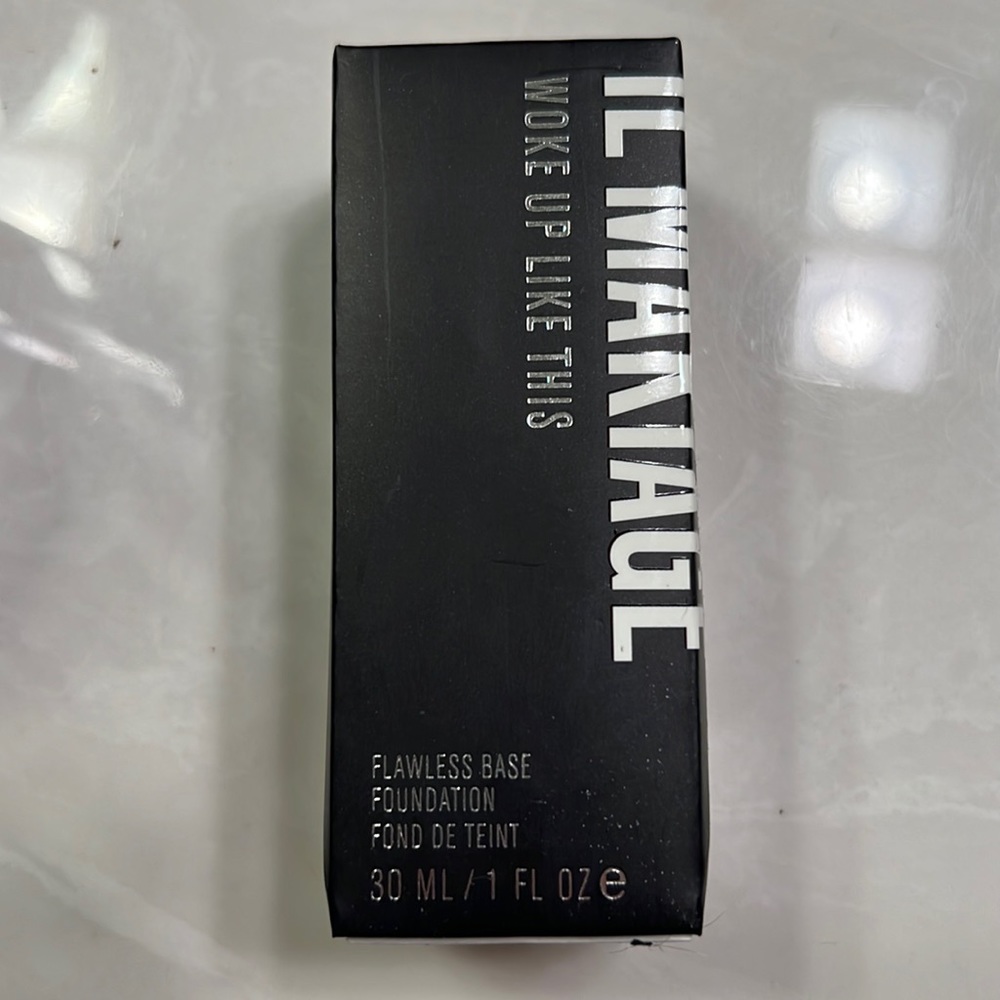 IL MAKIAGE
WOKE UP LIKE THIS
FLAWLESS BASE
FOUNDATION
FOND DE TEINT
30 ML / 1 FL OZ e